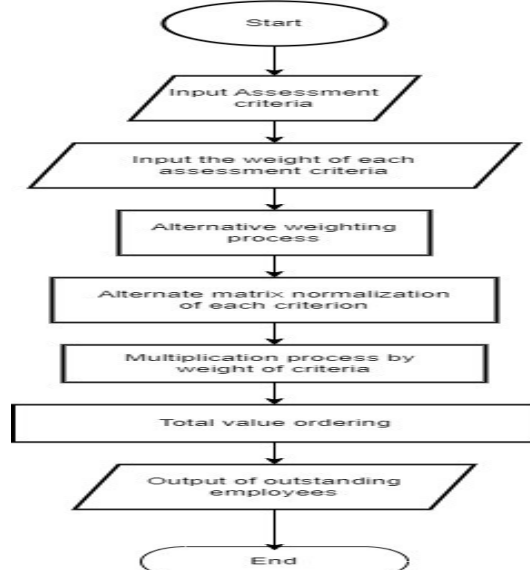 Start
Input Assessment
criteria
Input the weight of each
assessment criteria
Alternative weighting
process
Alternate matrix normalization
of each criterion
Multiplication process by
weight of criteria
Total value ordering
Output of outstanding
employees
End